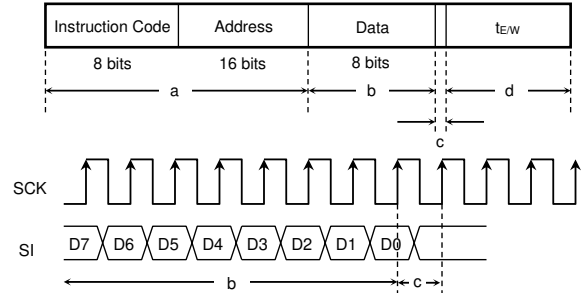 Instruction Code Address Data tE/W
8 bits 16 bits 8 bits
a b d
c
SCK
SI D7 D6 D5 D4 D3 D2 D1 D0
b c